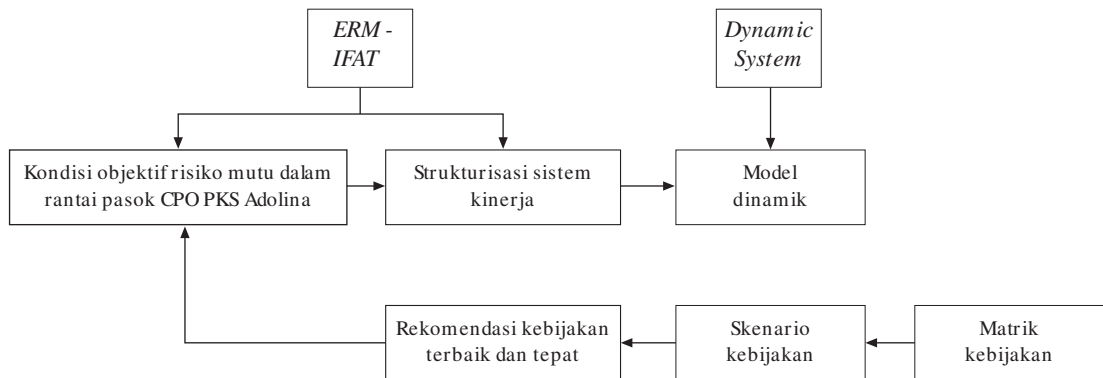 ERM -
IFAT
Dynamic
System
Kondisi objektif risiko mutu dalam
rantai pasok CPO PKS Adolina
Strukturisasi sistem
kinerja
Model
dinamik
Rekomendasi kebijakan
terbaik dan tepat
Skenario
kebijakan
Matrik
kebijakan